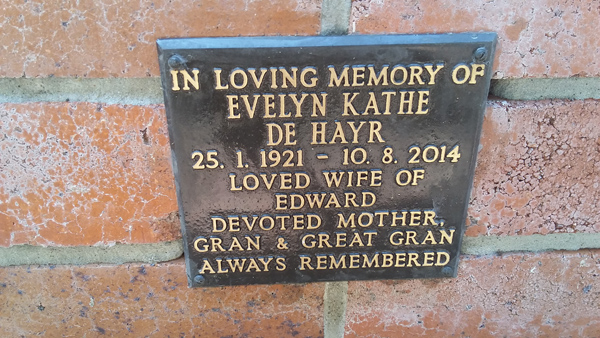 IN LOVING MEMORY OF
EVELYN KATHE
DE HAYR
25. 1. 1921 - 10. 8. 2014
LOVED WIFE OF
EDWARD
DEVOTED MOTHER,
GRAN & GREAT GRAN
ALWAYS REMEMBERED